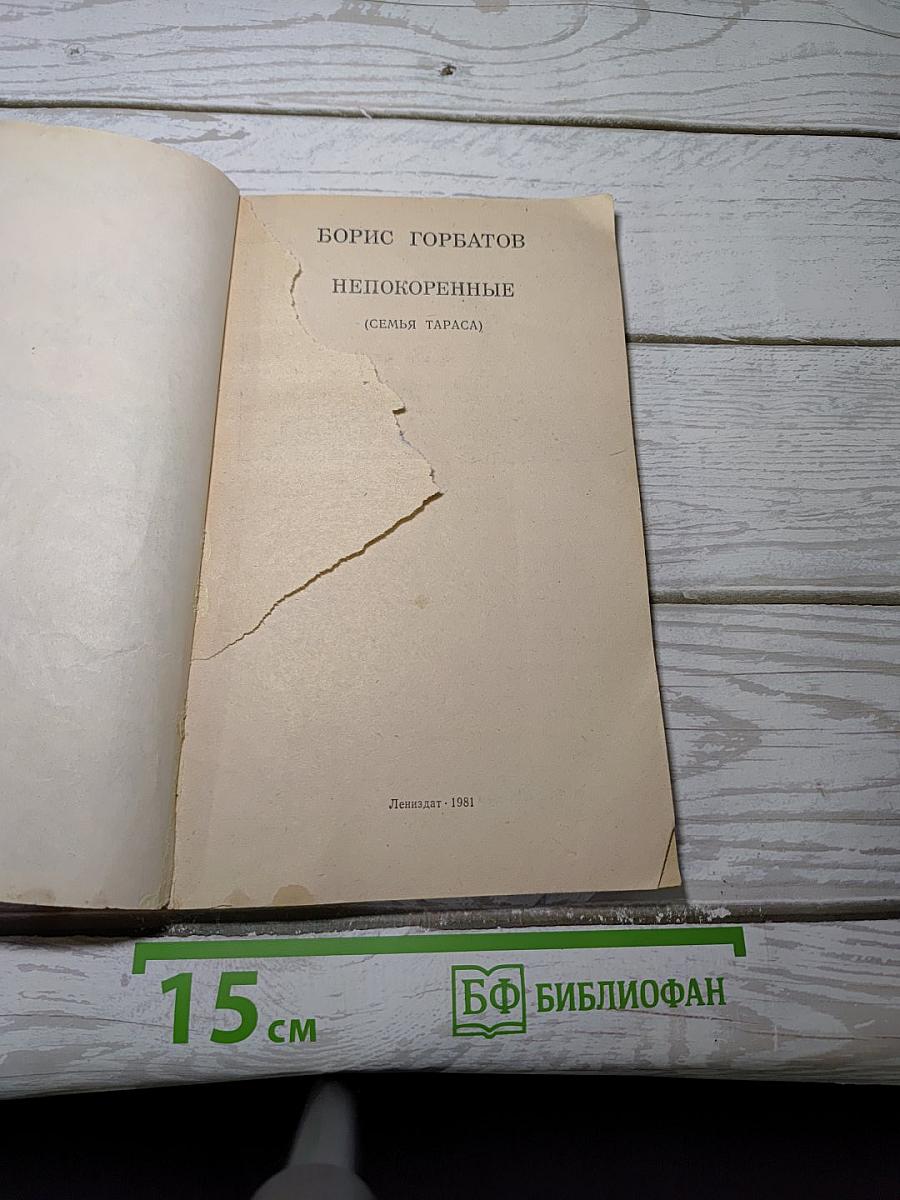 БОРИС ГОРБАТОВ
НЕПОКОРЕННЫЕ
(СЕМЬЯ ТАРАСА)
Лениздат · 1981
15 см
БФ БИБЛИОФАН